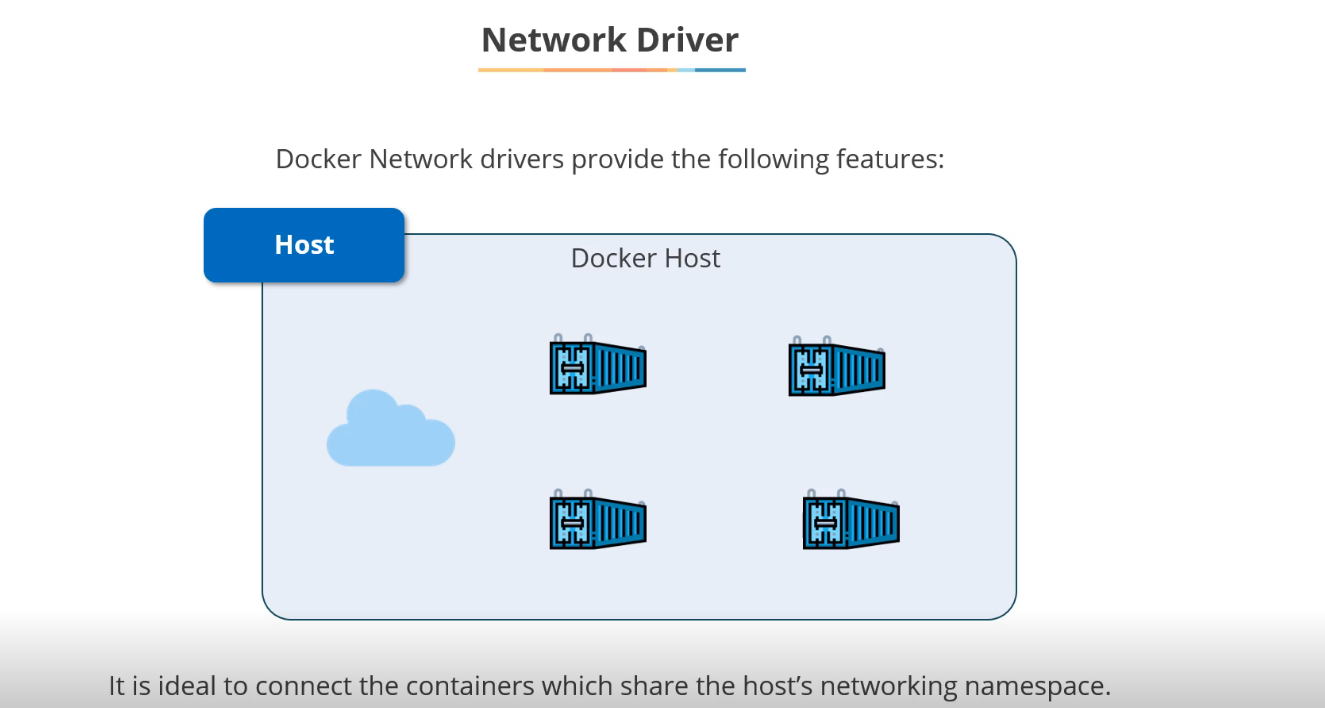 Network Driver
Docker Network drivers provide the following features:
Host
Docker Host
It is ideal to connect the containers which share the host’s networking namespace.